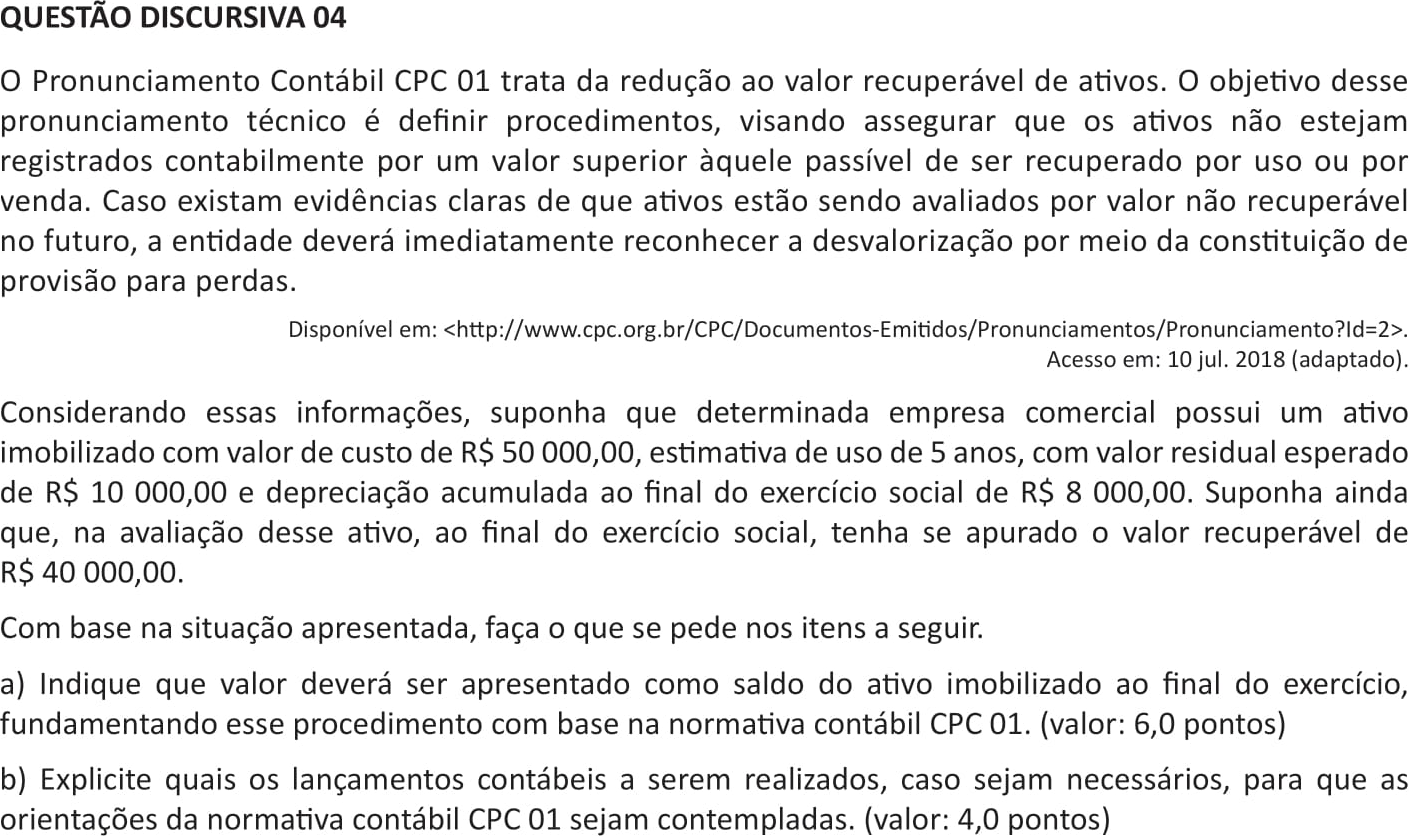 QUESTÃO DISCURSIVA 04
O Pronunciamento Contábil CPC 01 trata da redução ao valor recuperável de ativos. O objetivo desse
pronunciamento técnico é definir procedimentos, visando assegurar que os ativos não estejam
registrados contabilmente por um valor superior àquele passível de ser recuperado por uso ou por
venda. Caso existam evidências claras de que ativos estão sendo avaliados por valor não recuperável
no futuro, a entidade deverá imediatamente reconhecer a desvalorização por meio da constituição de
provisão para perdas.
Disponível em: <http://www.cpc.org.br/CPC/Documentos-Emitidos/Pronunciamentos/Pronunciamento?Id=2>.
Acesso em: 10 jul. 2018 (adaptado).
Considerando essas informações, suponha que determinada empresa comercial possui um ativo
imobilizado com valor de custo de R$ 50 000,00, estimativa de uso de 5 anos, com valor residual esperado
de R$ 10 000,00 e depreciação acumulada ao final do exercício social de R$ 8 000,00. Suponha ainda
que, na avaliação desse ativo, ao final do exercício social, tenha se apurado o valor recuperável de
R$ 40 000,00.
Com base na situação apresentada, faça o que se pede nos itens a seguir.
a) Indique que valor deverá ser apresentado como saldo do ativo imobilizado ao final do exercício,
fundamentando esse procedimento com base na normativa contábil CPC 01. (valor: 6,0 pontos)
b) Explicite quais os lançamentos contábeis a serem realizados, caso sejam necessários, para que as
orientações da normativa contábil CPC 01 sejam contempladas. (valor: 4,0 pontos)